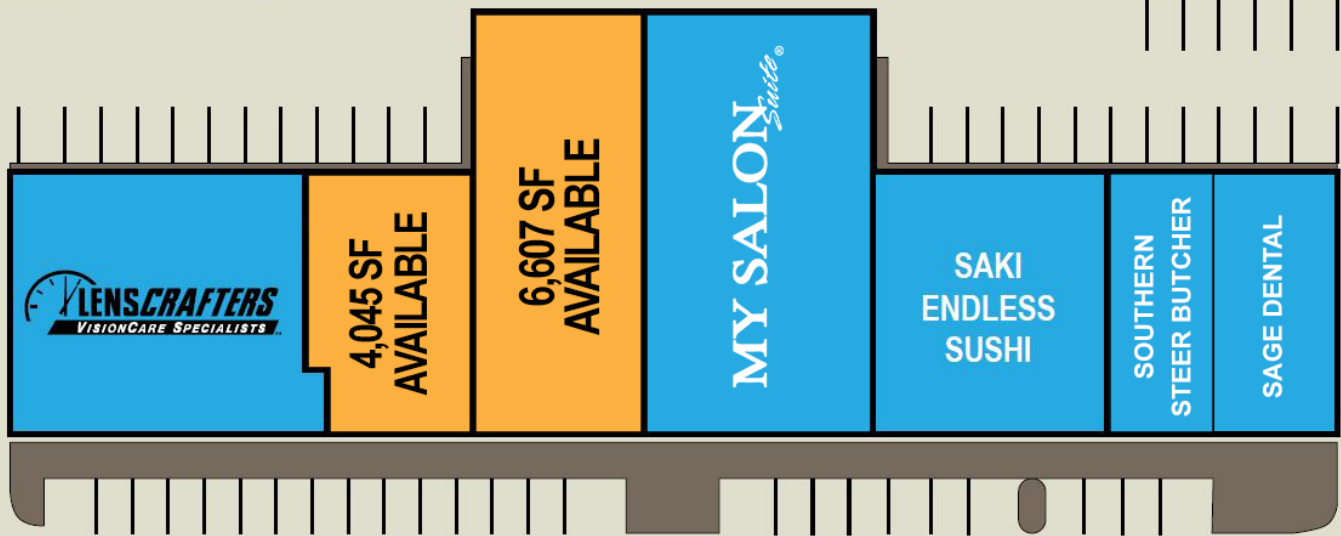 LENSCRAFTERS
VISIONCARE SPECIALISTS
4,045 SF
AVAILABLE
6,607 SF
AVAILABLE
MY SALON
Suite®
SAKI
ENDLESS
SUSHI
SOUTHERN
STEER BUTCHER
SAGE DENTAL